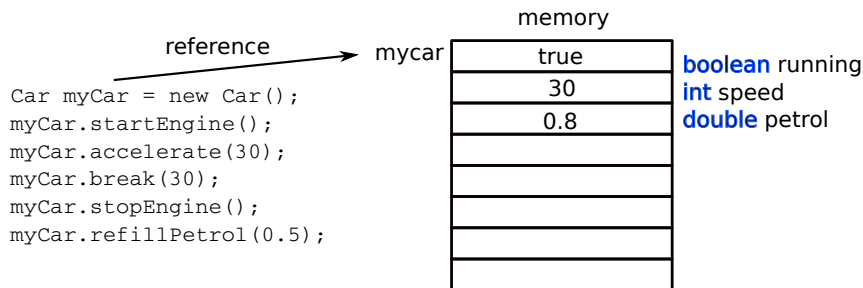 memory
reference
mycar
true
boolean running
30
int speed
0.8
double petrol
Car myCar = new Car();
myCar.startEngine();
myCar.accelerate(30);
myCar.break(30);
myCar.stopEngine();
myCar.refillPetrol(0.5);